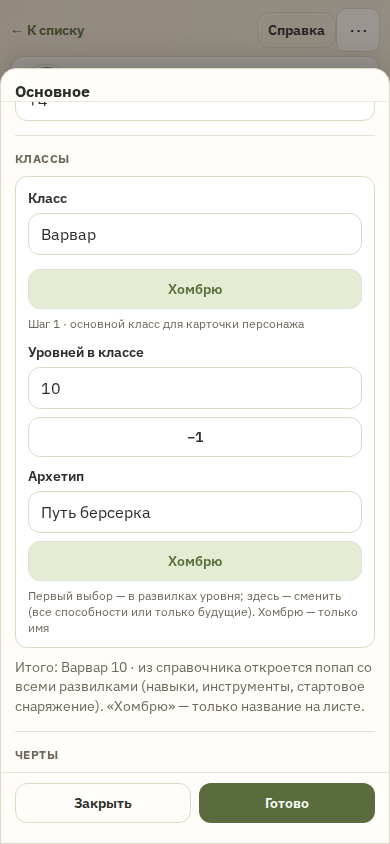 ← К списку
Справка
...
Основное
КЛАССЫ
Класс
Варвар
Хомбрю
Шаг 1 · основной класс для карточки персонажа
Уровней в классе
10
−1
Архетип
Путь берсерка
Хомбрю
Первый выбор — в развилках уровня; здесь — сменить
(все способности или только будущие). Хомбрю — только
имя
Итого: Варвар 10 · из справочника откроется попап со
всеми развилками (навыки, инструменты, стартовое
снаряжение). «Хомбрю» — только название на листе.
ЧЕРТЫ
Закрыть
Готово